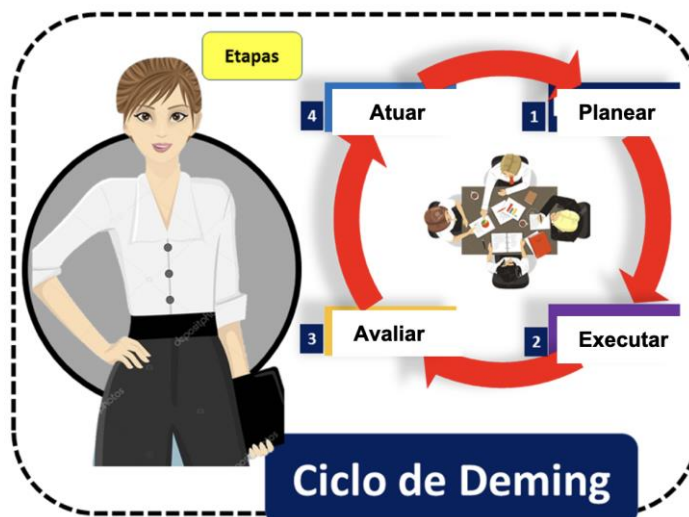 Etapas
4 Atuar
1 Planear
3 Avaliar
2 Executar
Ciclo de Deming